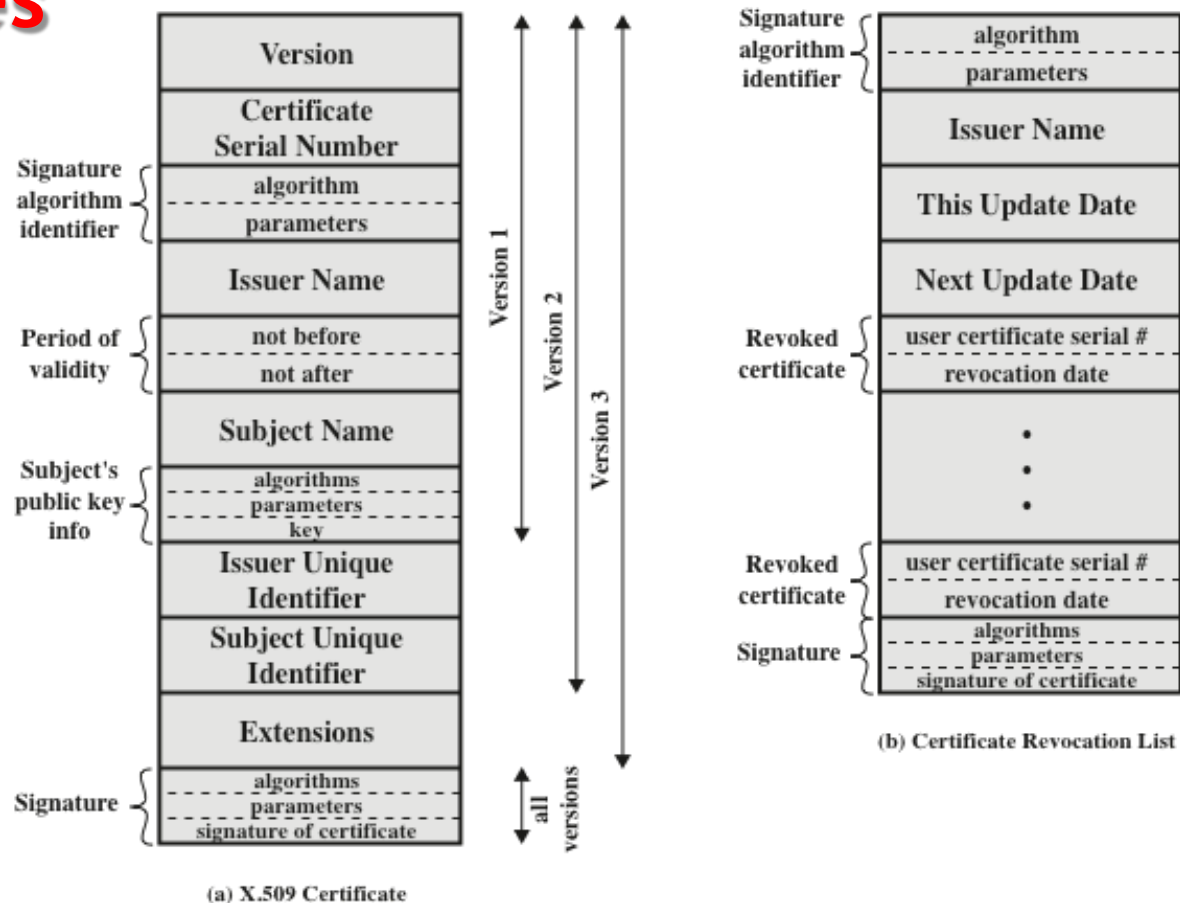 es
Version
Certificate
Serial Number
Signature
algorithm
identifier
algorithm
parameters
Issuer Name
Period of
validity
not before
not after
Subject Name
Subject's
public key
info
algorithms
parameters
key
Issuer Unique
Identifier
Subject Unique
Identifier
Extensions
Signature
algorithms
parameters
signature of certificate
Version 1
Version 2
Version 3
all
versions
(a) X.509 Certificate
Signature
algorithm
identifier
algorithm
parameters
Issuer Name
This Update Date
Next Update Date
Revoked
certificate
user certificate serial #
revocation date
Revoked
certificate
user certificate serial #
revocation date
Signature
algorithms
parameters
signature of certificate
(b) Certificate Revocation List